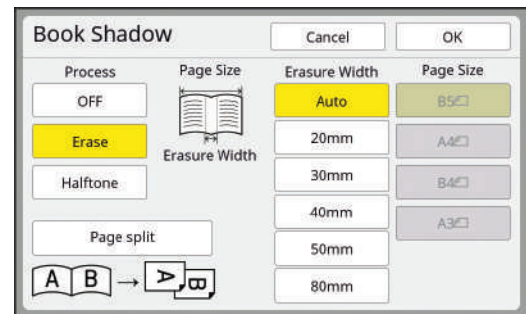 Book Shadow
Cancel
OK
Process
Page Size
Erasure Width
Page Size
OFF
Erase
Halftone
Erasure Width
Auto
20mm
30mm
40mm
50mm
80mm
B5
A4
B4
A3
Page split
A B → A B